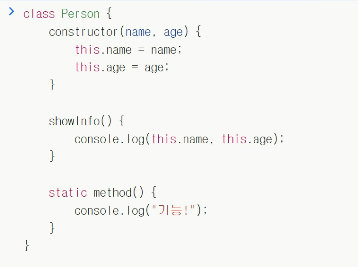 class Person {
    constructor(name, age) {
        this.name = name;
        this.age = age;
    }

    showInfo() {
        console.log(this.name, this.age);
    }

    static method() {
        console.log("기능!");
    }
}